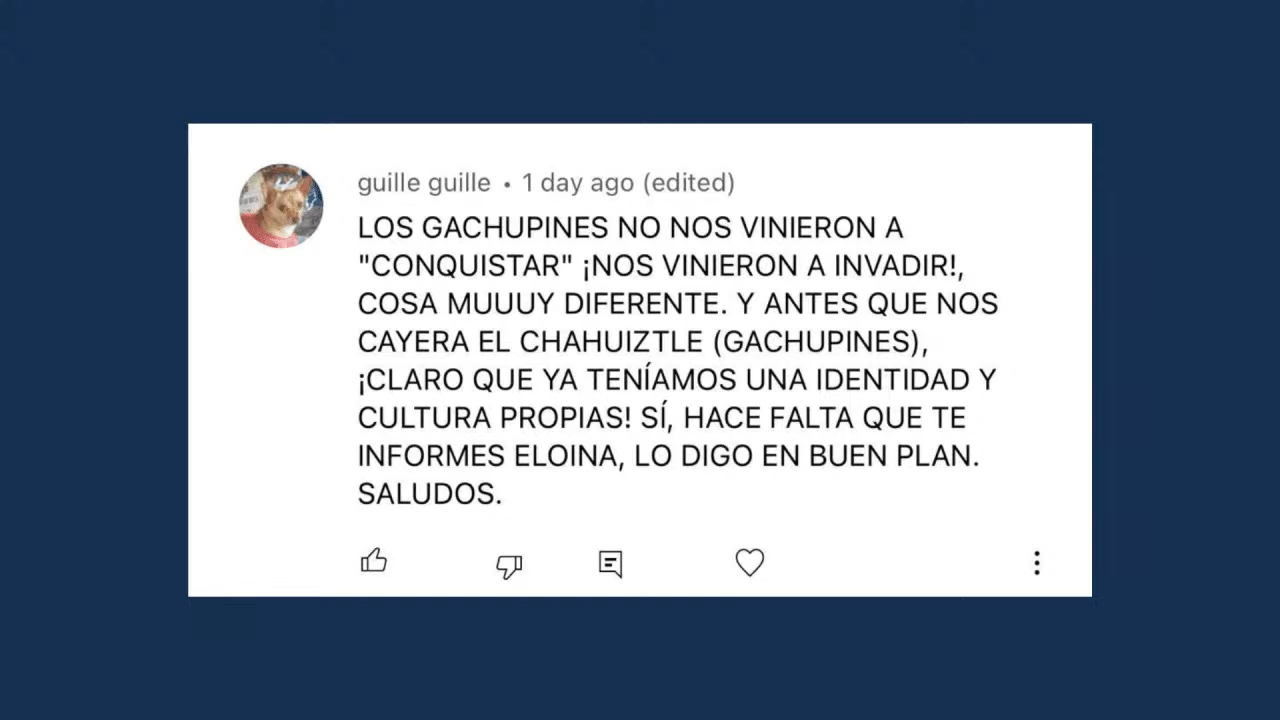 guille guille • 1 day ago (edited)
LOS GACHUPINES NO NOS VINIERON A
"CONQUISTAR" ¡NOS VINIERON A INVADIR!,
COSA MUUUY DIFERENTE. Y ANTES QUE NOS
CAYERA EL CHAHUIZTLE (GACHUPINES),
¡CLARO QUE YA TENÍAMOS UNA IDENTIDAD Y
CULTURA PROPIAS! SÍ, HACE FALTA QUE TE
INFORMES ELOINA, LO DIGO EN BUEN PLAN.
SALUDOS.